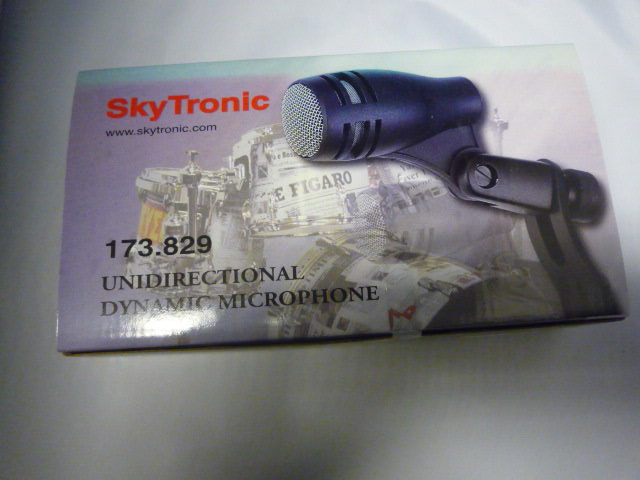 SkyTronic
www.skytronic.com
E FIGARO
173.829
UNIDIRECTIONAL
DYNAMIC MICROPHONE